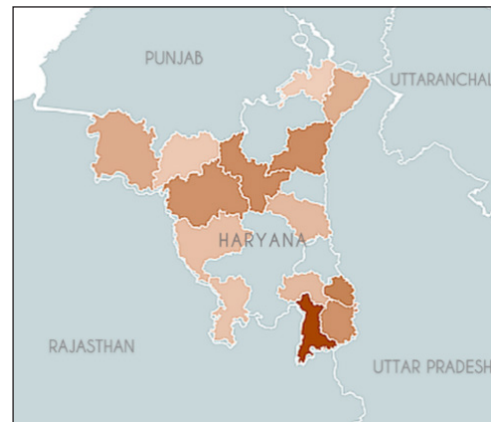 PUNJAB
UTTARANCHAL
HARYANA
RAJASTHAN
UTTAR PRADESH